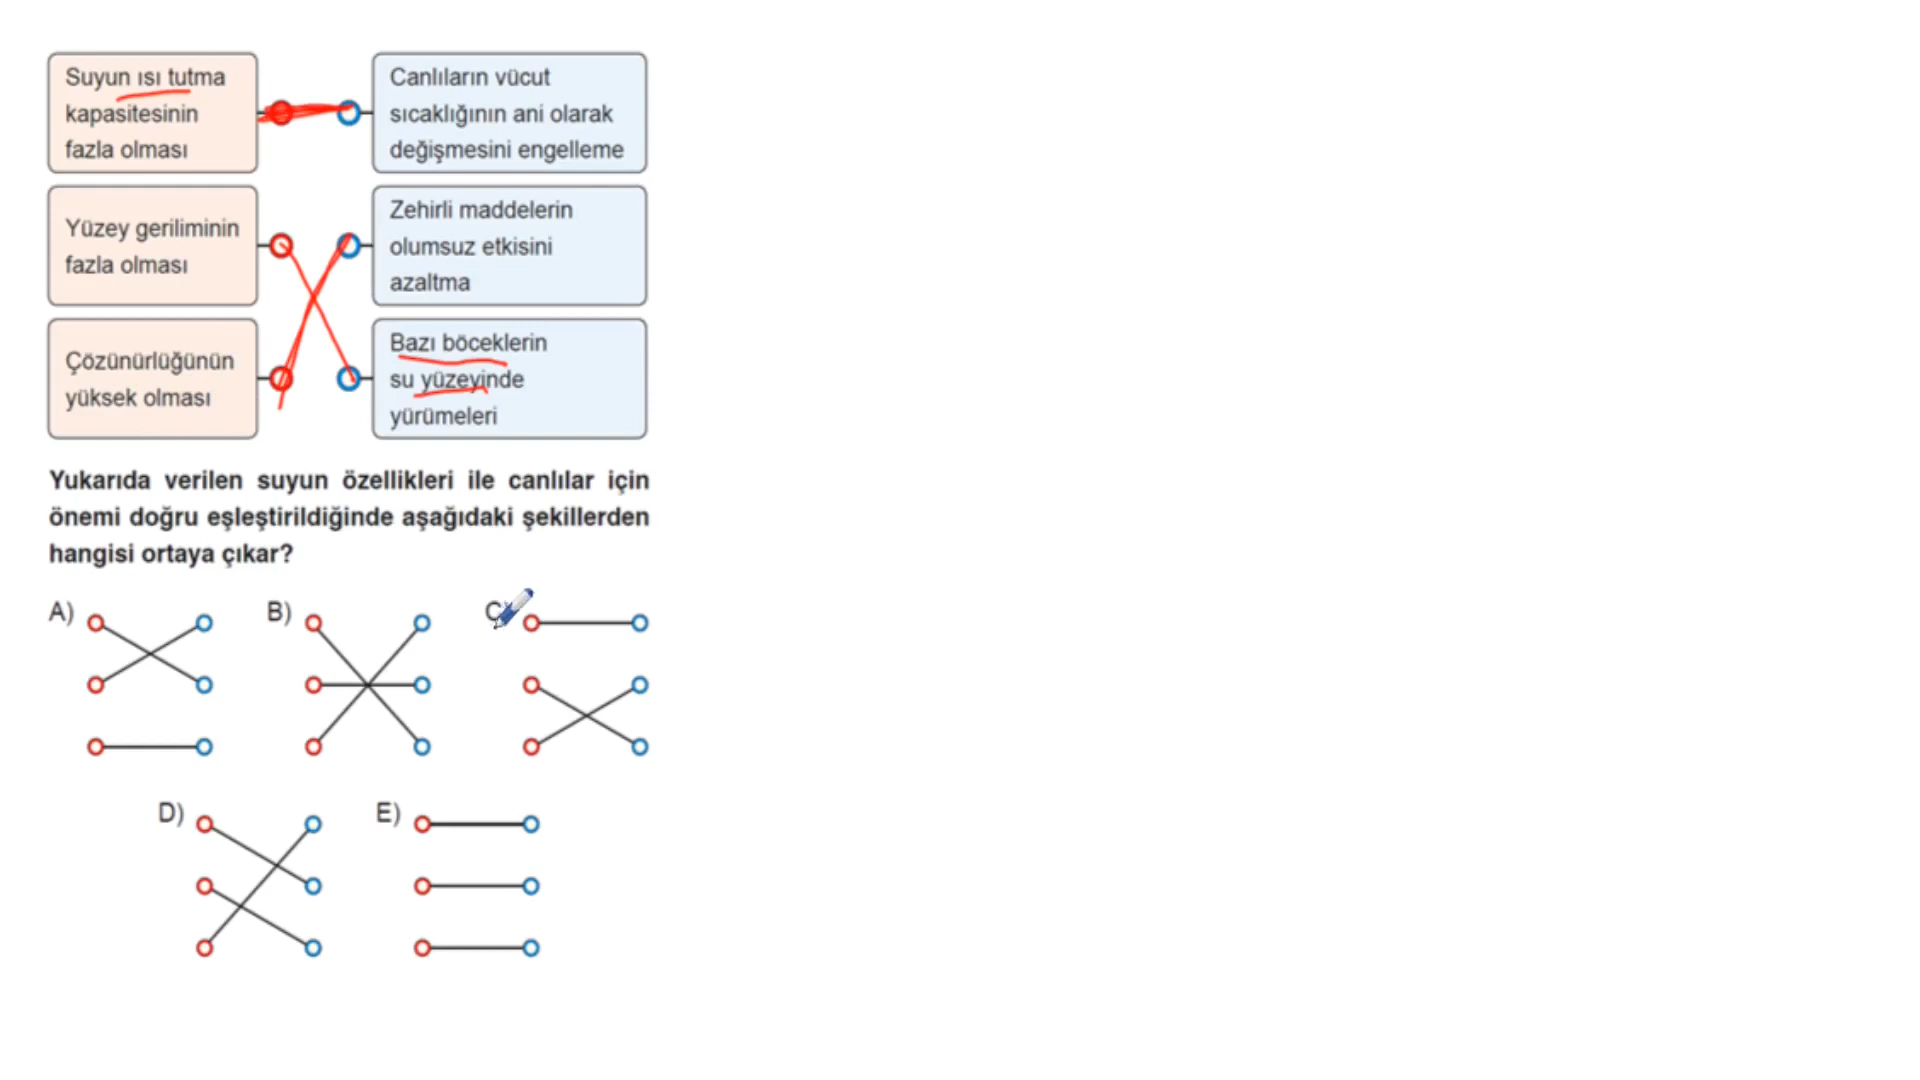 Suyun ısı tutma
kapasitesinin
fazla olması
Canlıların vücut
sıcaklığının ani olarak
değişmesini engelleme
Yüzey geriliminin
fazla olması
Zehirli maddelerin
olumsuz etkisini
azaltma
Çözünürlüğünün
yüksek olması
Bazı böceklerin
su yüzeyinde
yürümeleri
Yukarıda verilen suyun özellikleri ile canlılar için
önemi doğru eşleştirildiğinde aşağıdaki şekillerden
hangisi ortaya çıkar?
A)
B)
C)
D)
E)